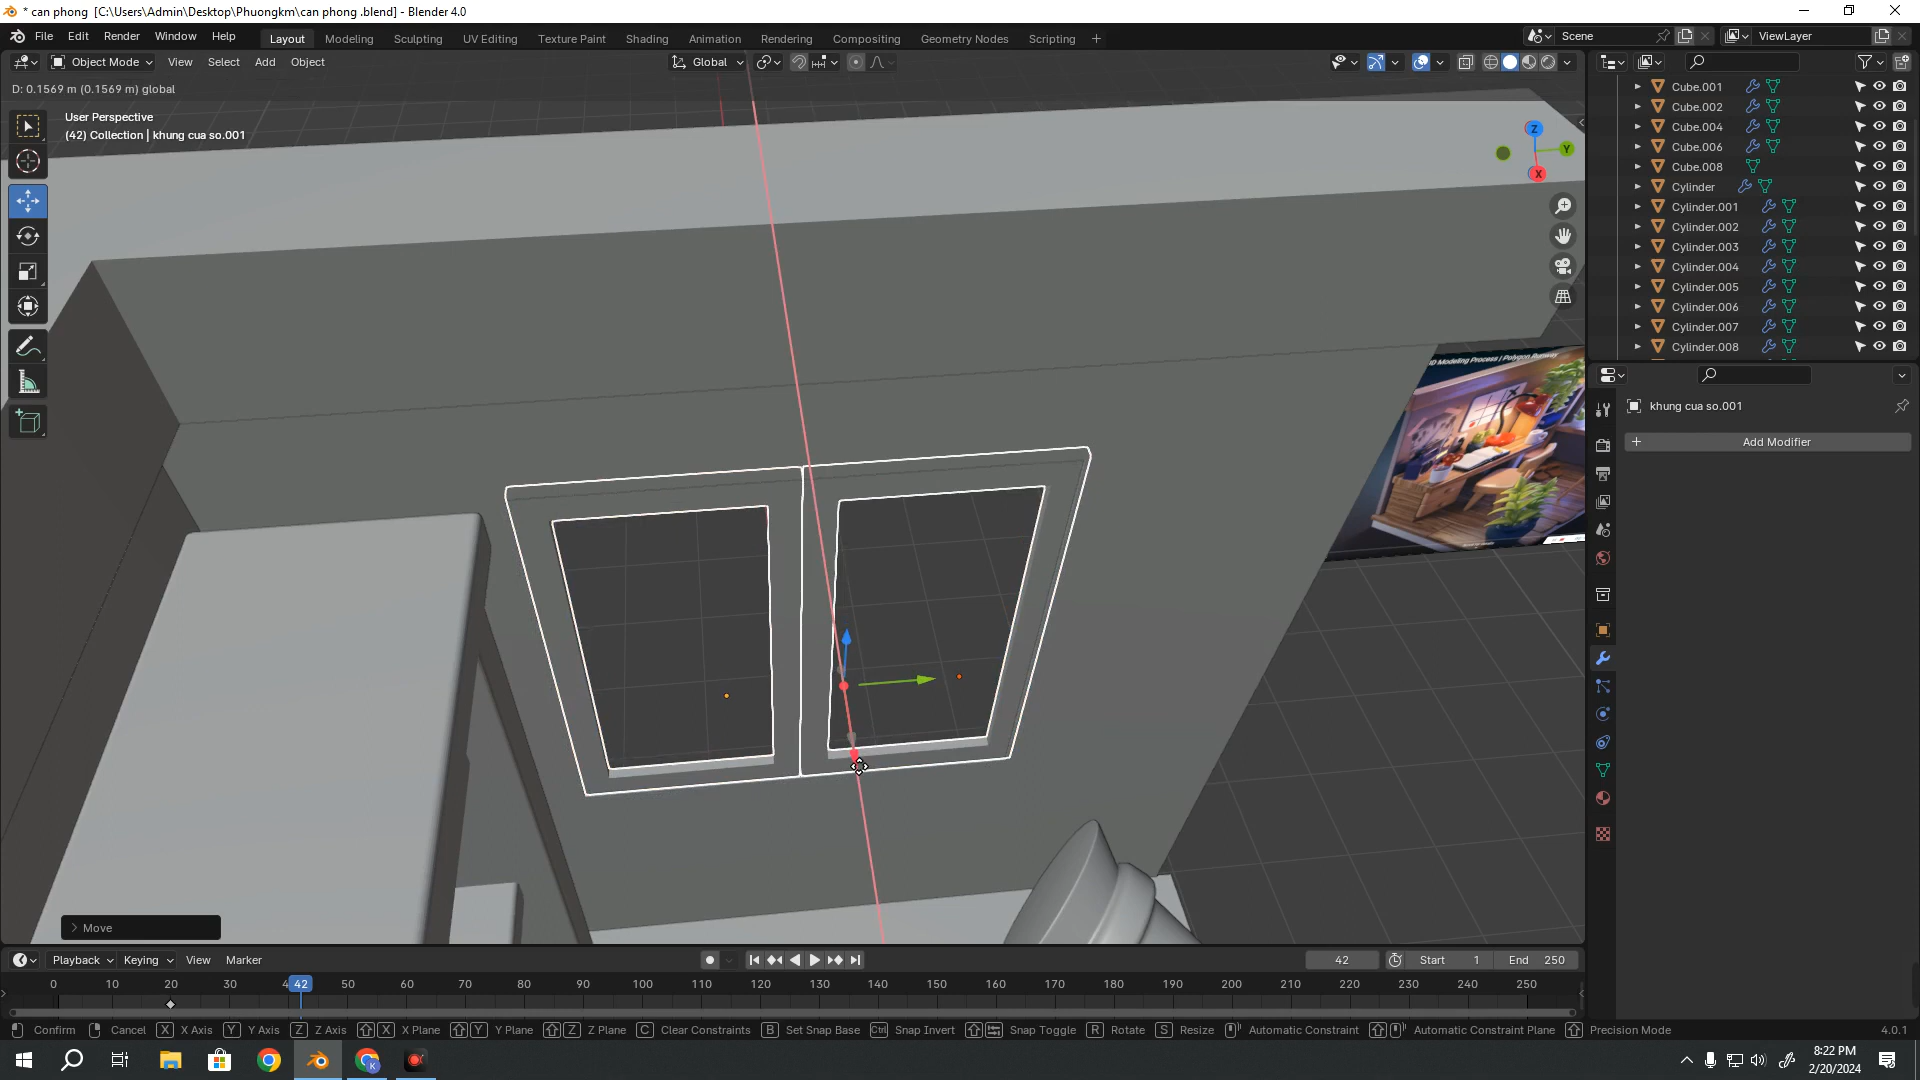 * can phong  [C:\Users\Admin\Desktop\Phuongkm\can phong .blend] - Blender 4.0
File Edit Render Window Help
Layout Modeling Sculpting UV Editing Texture Paint Shading Animation Rendering Compositing Geometry Nodes Scripting +
Scene
ViewLayer
Object Mode View Select Add Object
Global
D: 0.1569 m (0.1569 m) global
User Perspective
(42) Collection | khung cua so.001
Z
Y
X
Cube.001
Cube.002
Cube.004
Cube.006
Cube.008
Cylinder
Cylinder.001
Cylinder.002
Cylinder.003
Cylinder.004
Cylinder.005
Cylinder.006
Cylinder.007
Cylinder.008
3D Modeling Process | Polygon Runway
khung cua so.001
+ Add Modifier
> Move
Playback Keying View Marker
42
Start 1
End 250
0 10 20 30 4 42 50 60 70 80 90 100 110 120 130 140 150 160 170 180 190 200 210 220 230 240 250
Confirm Cancel X X Axis Y Y Axis Z Z Axis X X Plane Y Y Plane Z Z Plane C Clear Constraints B Set Snap Base Ctrl Snap Invert Snap Toggle R Rotate S Resize Automatic Constraint Automatic Constraint Plane Precision Mode
4.0.1
K
8:22 PM
2/20/2024